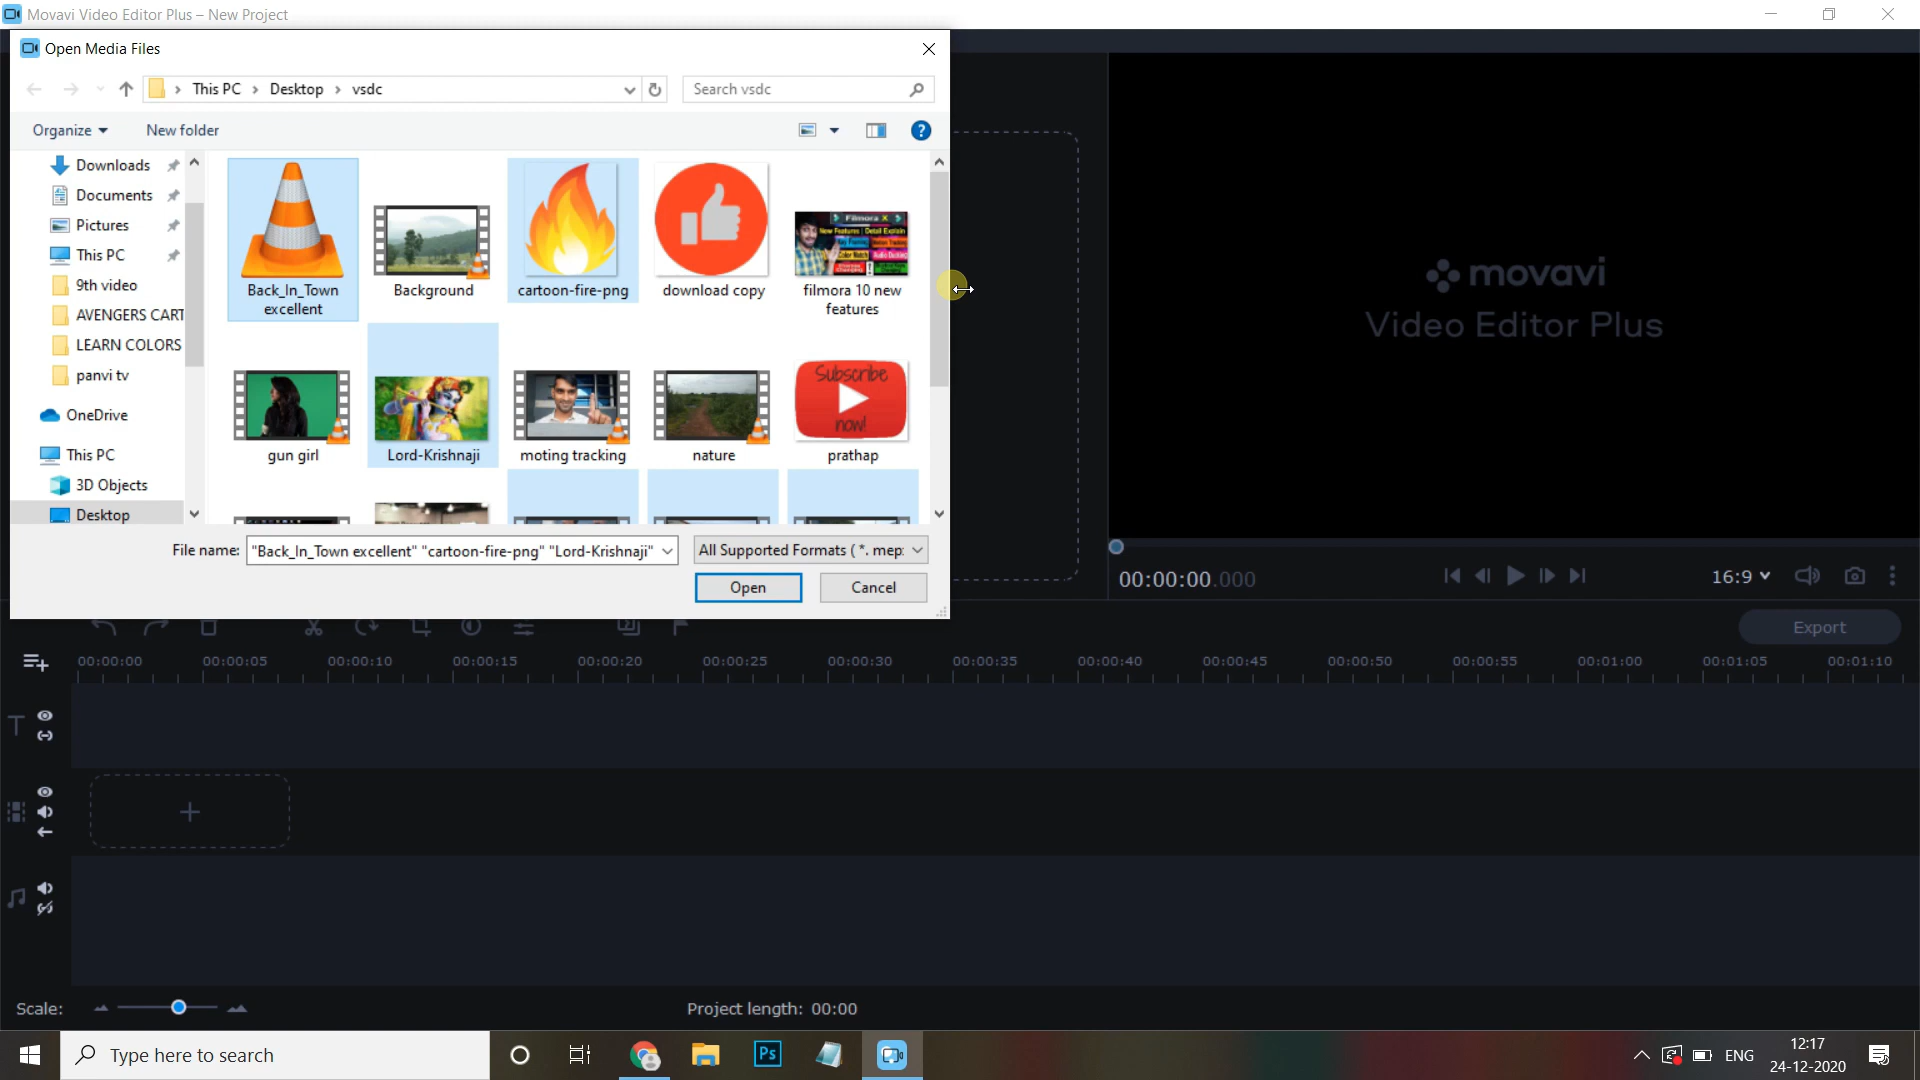 Movavi Video Editor Plus – New Project
Open Media Files
This PC
Desktop
vsdc
Search vsdc
Organize
New folder
Downloads
Documents
Pictures
This PC
9th video
AVENGERS CART
LEARN COLORS
panvi tv
OneDrive
This PC
3D Objects
Desktop
Back_In_Town
excellent
Background
cartoon-fire-png
download copy
Filmora X
New Features | Detail Explain
filmora 10 new
features
gun girl
Lord-Krishnaji
moting tracking
nature
Subscribe
now!
prathap
File name:
"Back_In_Town excellent" "cartoon-fire-png" "Lord-Krishnaji"
All Supported Formats (*.mep:
Open
Cancel
movavi
Video Editor Plus
00:00:00.000
16:9
Export
00:00:00 00:00:05 00:00:10 00:00:15 00:00:20 00:00:25 00:00:30 00:00:35 00:00:40 00:00:45 00:00:50 00:00:55 00:01:00 00:01:05 00:01:10
Scale:
Project length: 00:00
Type here to search
Ps
ENG
12:17
24-12-2020